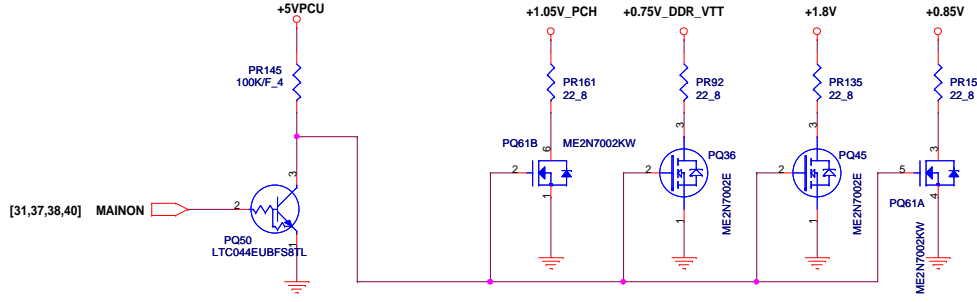 +5VPCU
+1.05V_PCH
+0.75V_DDR_VTT
+1.8V
+0.85V
PR145
100K/F_4
PR161
22_8
PR92
22_8
PR135
22_8
PR15
22_8
PQ61B
ME2N7002KW
6
2
1
3
PQ36
2
ME2N7002E
1
3
PQ45
2
ME2N7002E
1
3
5
PQ61A
4
ME2N7002KW
3
[31,37,38,40]
MAINON
2
1
PQ50
LTC044EUBFS8TL